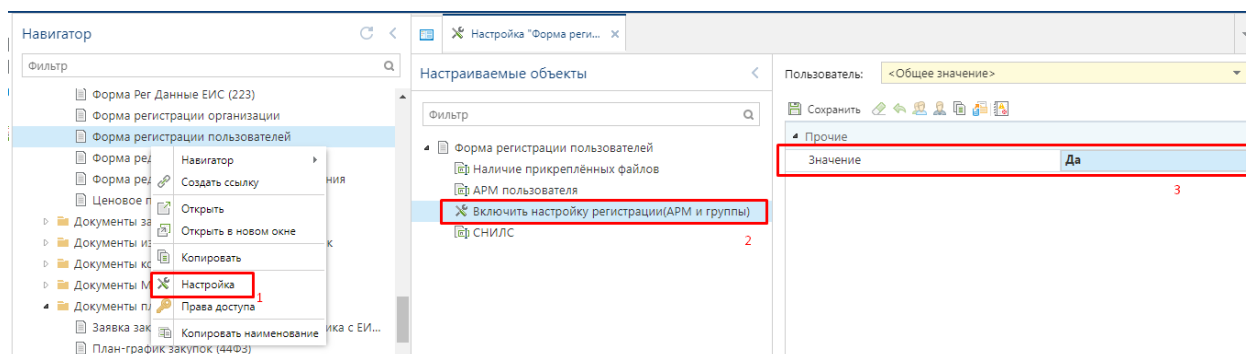 Навигатор
Фильтр
Форма Рег Данные ЕИС (223)
Форма регистрации организации
Форма регистрации пользователей
Форма ред
Форма ред ния
Ценовое п
Документы за
Документы из к
Документы ко
Документы М
Документы пл
Заявка зак ика с ЕИ...
План-график закупок (44ФЗ)
Навигатор
Создать ссылку
Открыть
Открыть в новом окне
Копировать
Настройка
1
Права доступа
Копировать наименование
Настройка "Форма реги...
Настраиваемые объекты
Фильтр
Форма регистрации пользователей
Наличие прикреплённых файлов
АРМ пользователя
Включить настройку регистрации(АРМ и группы)
СНИЛС
2
Пользователь: <Общее значение>
Сохранить
Прочие
Значение Да
3